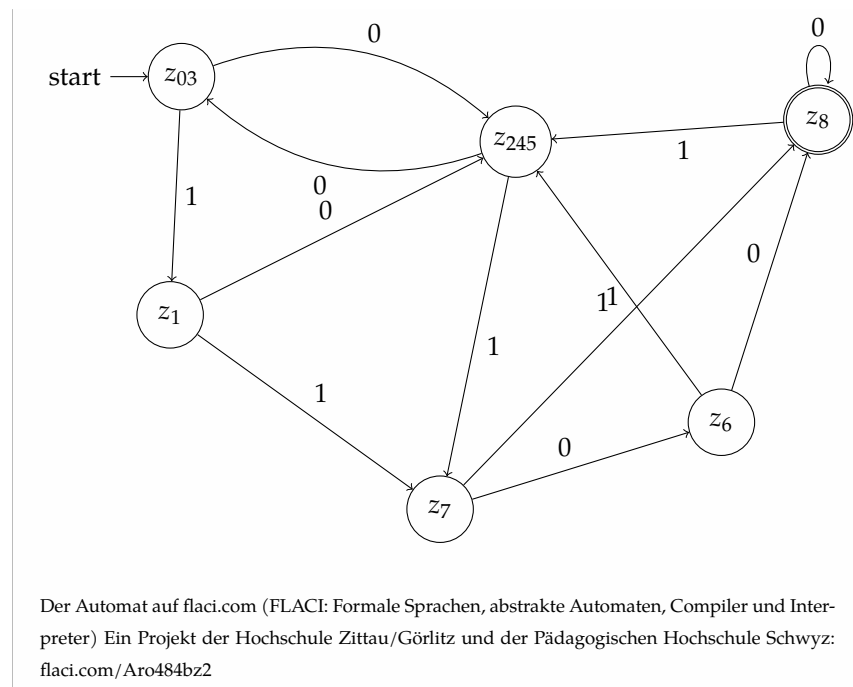 0
0
start
z03
z8
z245
1
0
0
1
0
z1
1 1
1
1
z6
0
z7
Der Automat auf flaci.com (FLACI: Formale Sprachen, abstrakte Automaten, Compiler und Inter-
preter) Ein Projekt der Hochschule Zittau/Görlitz und der Pädagogischen Hochschule Schwyz:
flaci.com/Aro484bz2